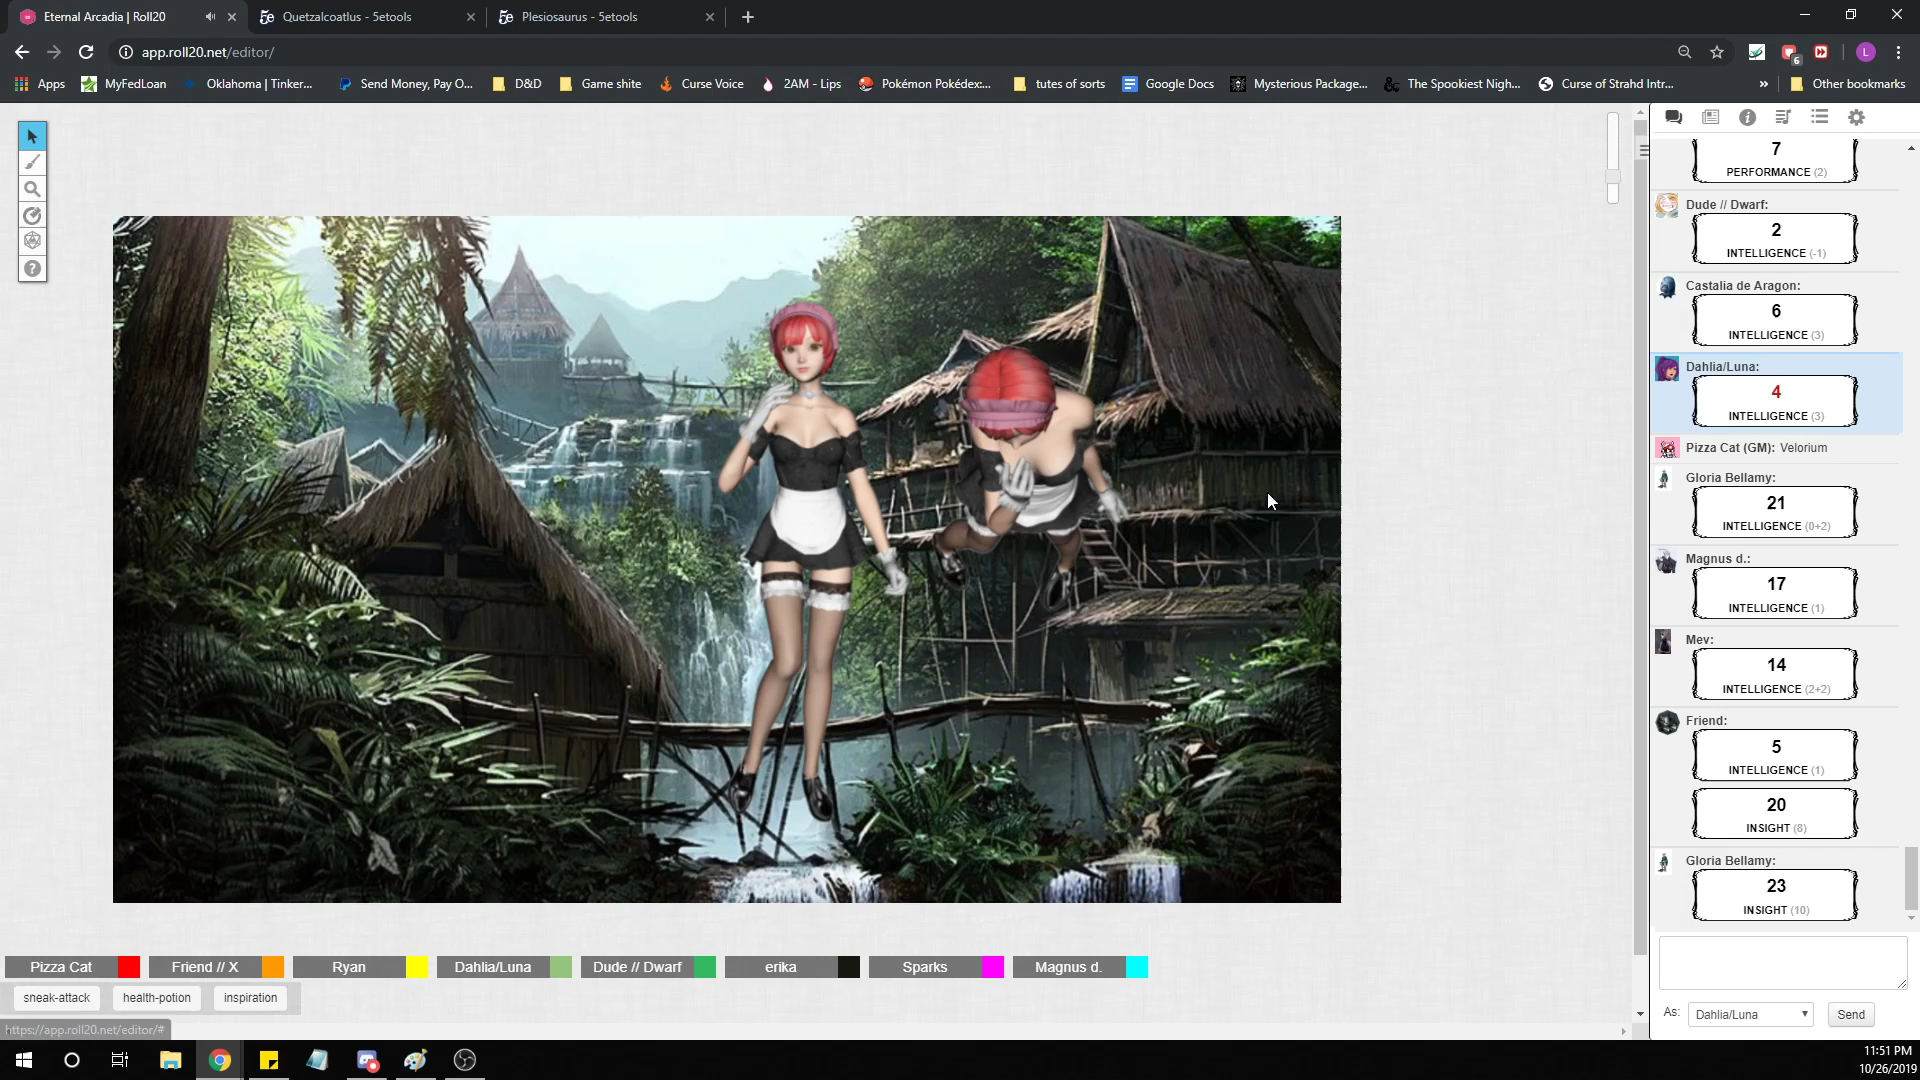 Eternal Arcadia | Roll20
Quetzalcoatlus - 5etools
Plesiosaurus - 5etools
app.roll20.net/editor/
6
L
Apps
MyFedLoan
Oklahoma | Tinker...
Send Money, Pay O...
D&D
Game shite
Curse Voice
2AM - Lips
Pokémon Pokédex:...
tutes of sorts
Google Docs
Mysterious Package...
The Spookiest Nigh...
Curse of Strahd Intr...
»
Other bookmarks
7
PERFORMANCE (2)
Dude // Dwarf:
2
INTELLIGENCE (-1)
Castalia de Aragon:
6
INTELLIGENCE (3)
Dahlia/Luna:
4
INTELLIGENCE (3)
Pizza Cat (GM): Velorium
Gloria Bellamy:
21
INTELLIGENCE (0+2)
Magnus d.:
17
INTELLIGENCE (1)
Mev:
14
INTELLIGENCE (2+2)
Friend:
5
INTELLIGENCE (1)
20
INSIGHT (8)
Gloria Bellamy:
23
INSIGHT (10)
As: Dahlia/Luna Send
Pizza Cat
Friend // X
Ryan
Dahlia/Luna
Dude // Dwarf
erika
Sparks
Magnus d.
sneak-attack
health-potion
inspiration
https://app.roll20.net/editor/#
11:51 PM
10/26/2019